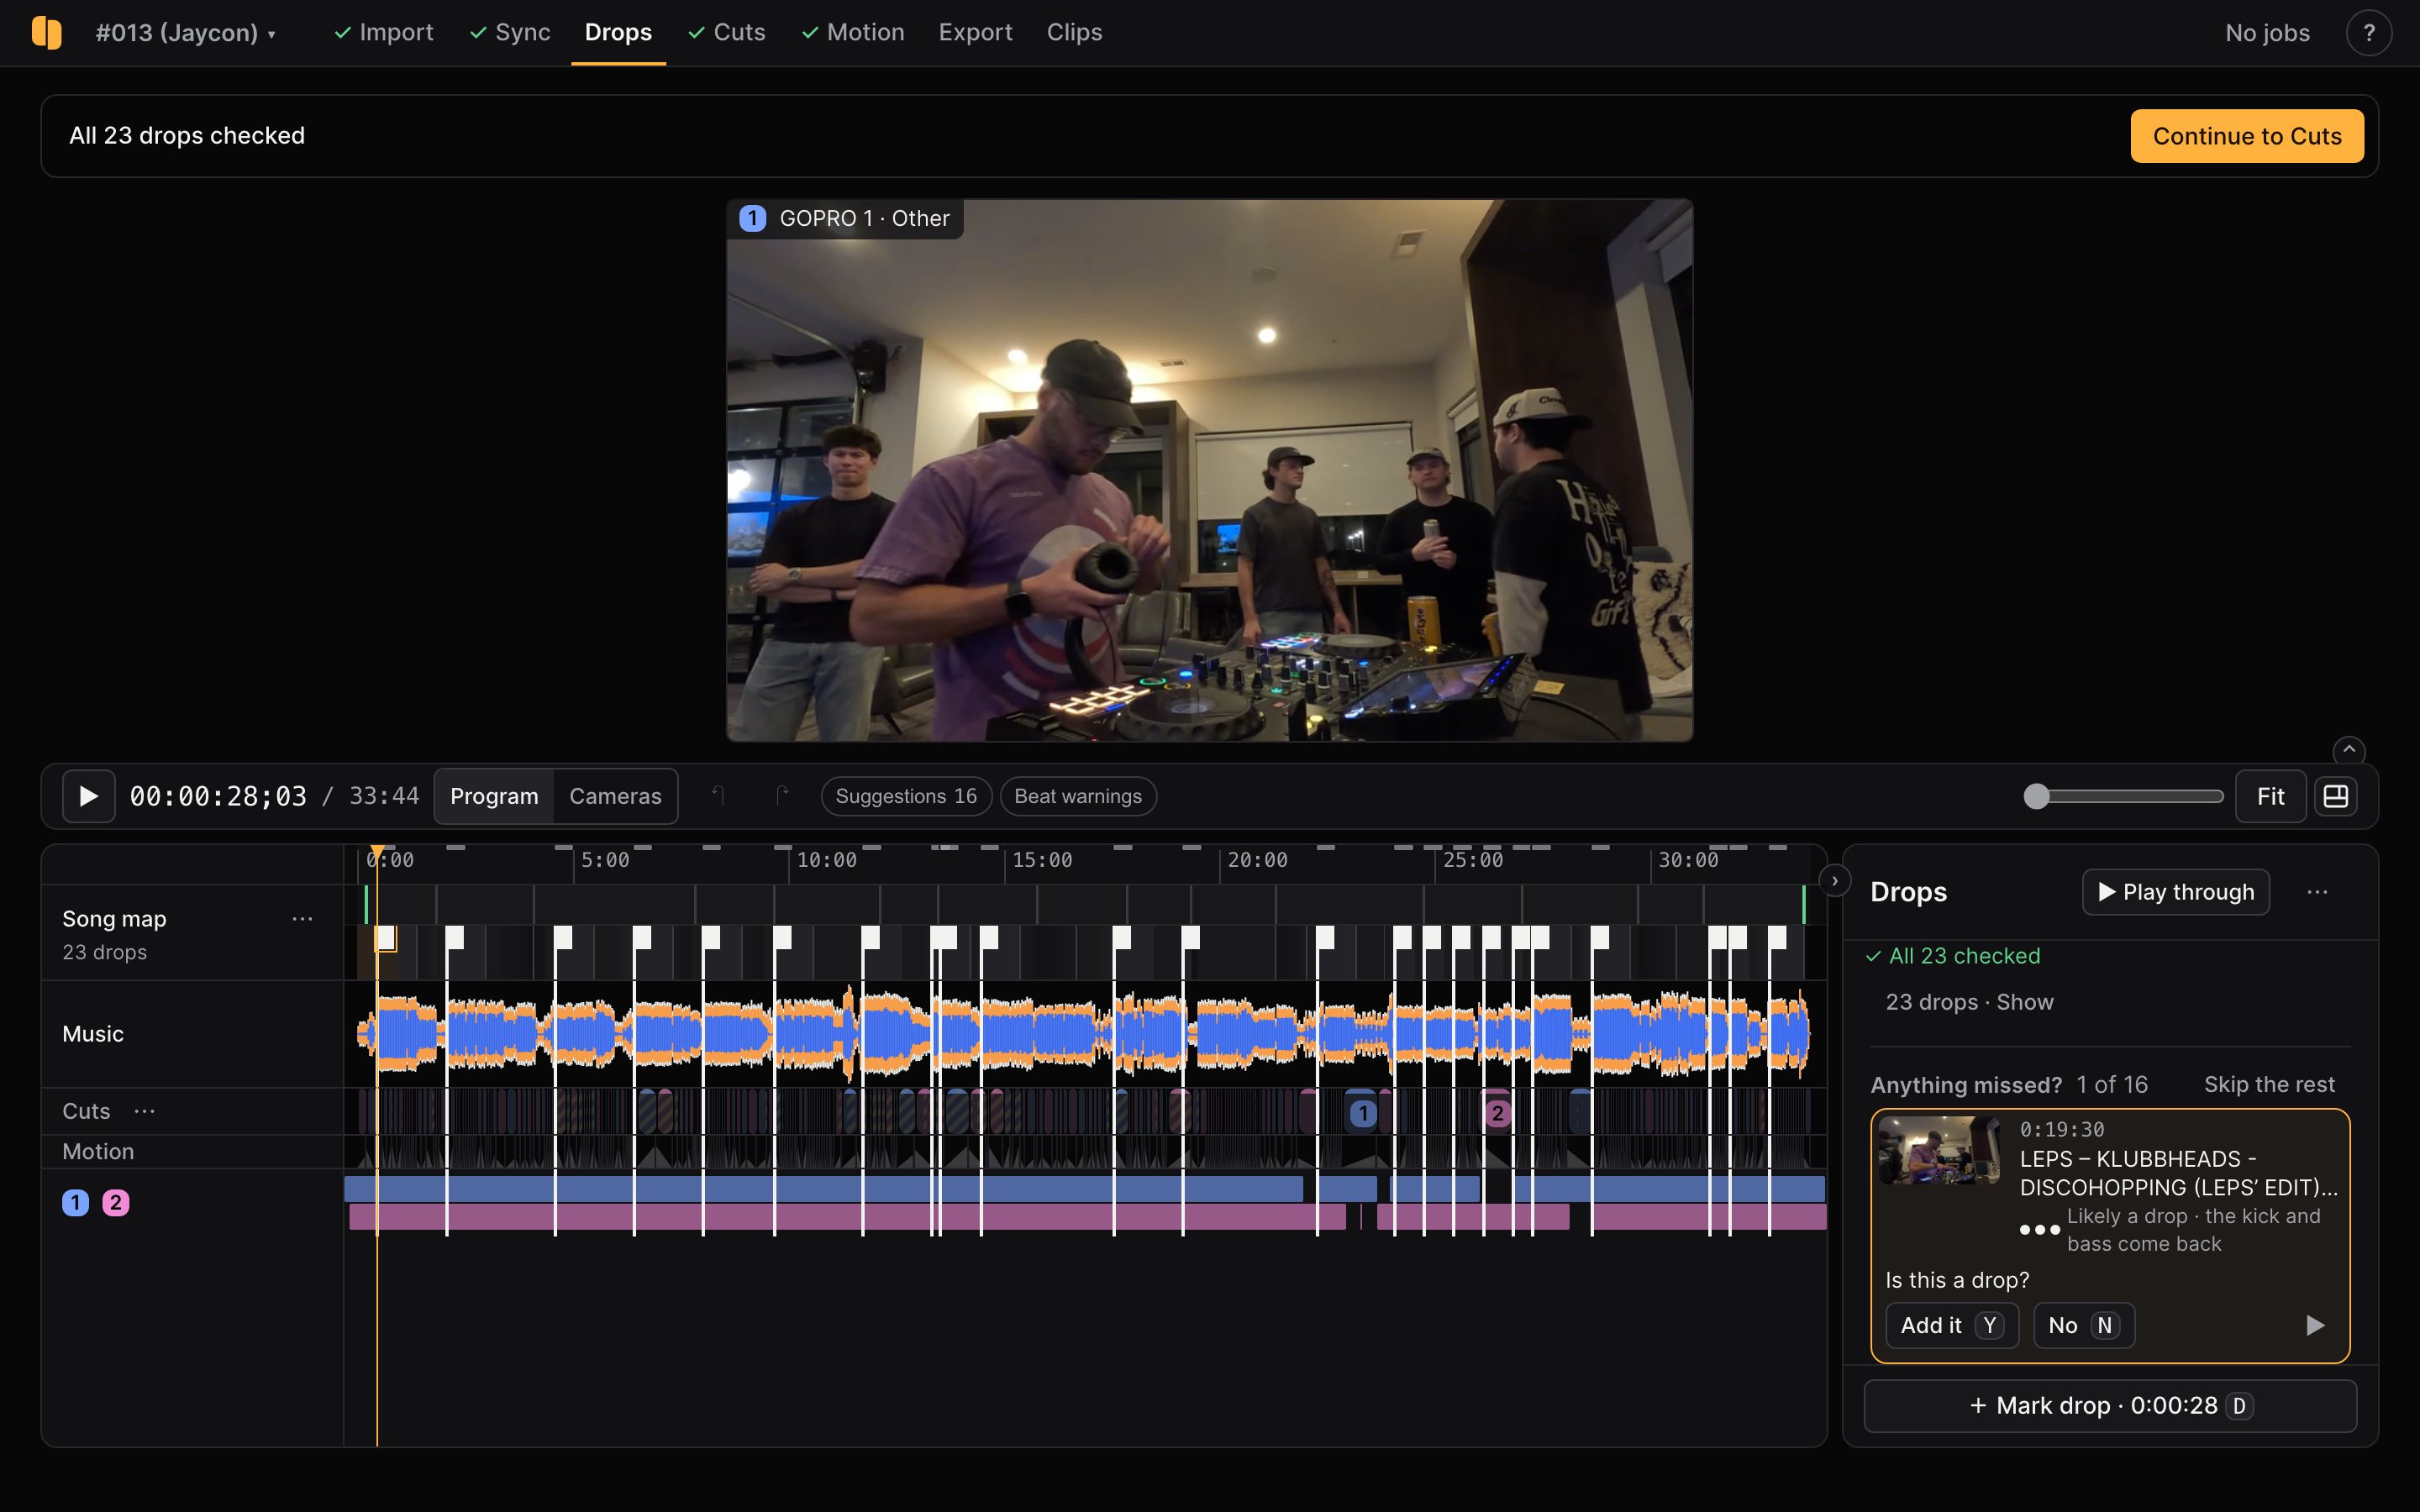 #013 (Jaycon) ▾
✓ Import
✓ Sync
Drops
✓ Cuts
✓ Motion
Export
Clips
No jobs
?
All 23 drops checked
Continue to Cuts
1 GOPRO 1 · Other
00:00:28;03 / 33:44
Program
Cameras
Suggestions 16
Beat warnings
Fit
0:00
5:00
10:00
15:00
20:00
25:00
30:00
Song map ···
23 drops
Music
Cuts ···
1
2
Motion
1 2
Drops
Play through
···
✓ All 23 checked
23 drops · Show
Anything missed? 1 of 16
Skip the rest
0:19:30
LEPS – KLUBBHEADS -
DISCOHOPPING (LEPS’ EDIT)…
Likely a drop · the kick and
bass come back
Is this a drop?
Add it Y
No N
+ Mark drop · 0:00:28 D